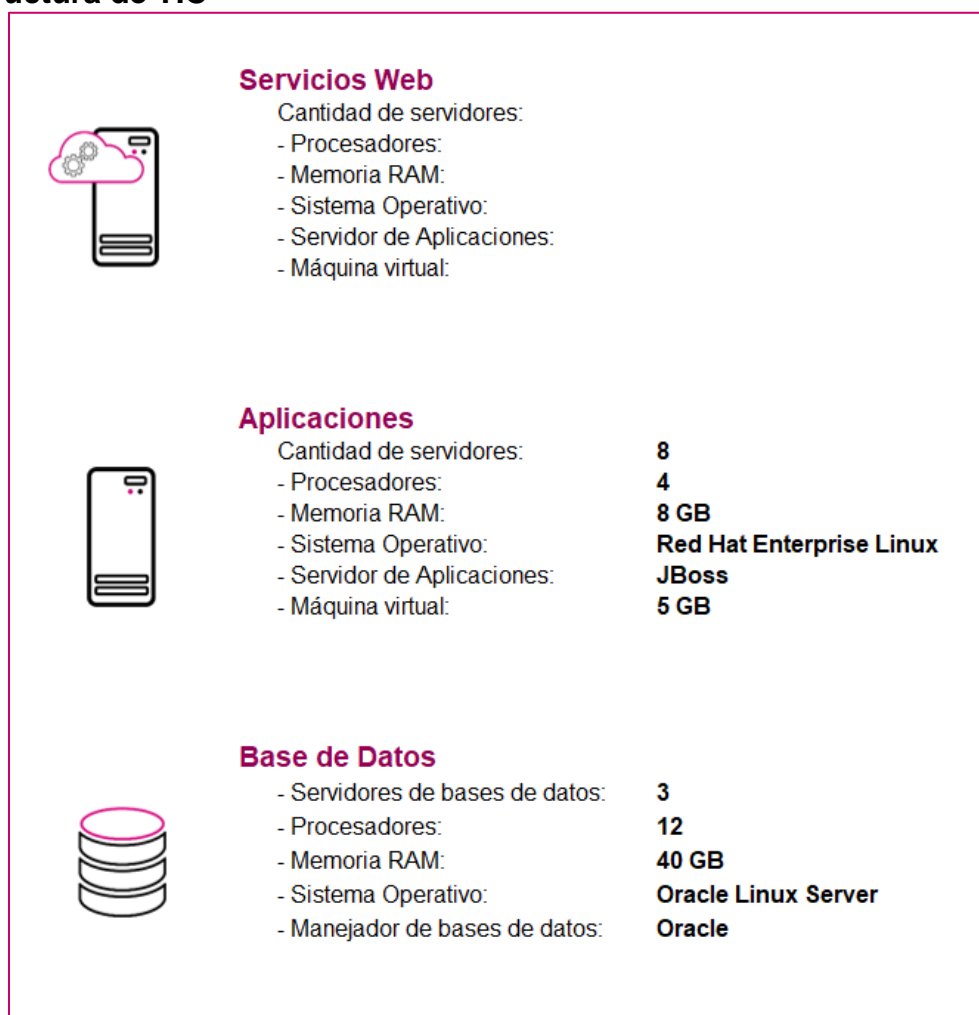 Servicios Web
Cantidad de servidores:
- Procesadores:
- Memoria RAM:
- Sistema Operativo:
- Servidor de Aplicaciones:
- Máquina virtual:
Aplicaciones
Cantidad de servidores: 8
- Procesadores: 4
- Memoria RAM: 8 GB
- Sistema Operativo: Red Hat Enterprise Linux
- Servidor de Aplicaciones: JBoss
- Máquina virtual: 5 GB
Base de Datos
- Servidores de bases de datos: 3
- Procesadores: 12
- Memoria RAM: 40 GB
- Sistema Operativo: Oracle Linux Server
- Manejador de bases de datos: Oracle